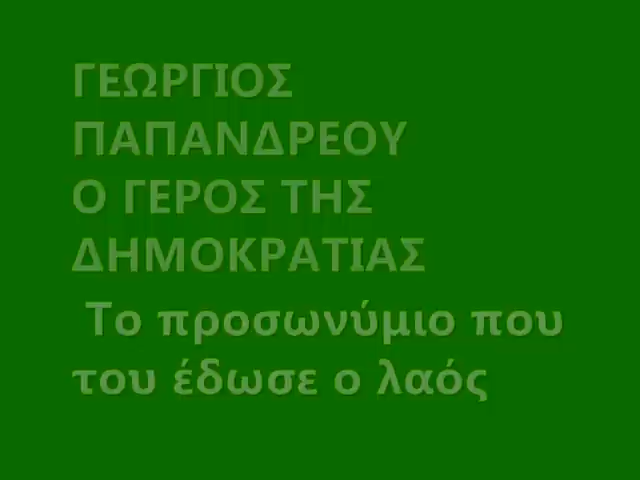 ΓΕΩΡΓΙΟΣ
ΠΑΠΑΝΔΡΕΟΥ
Ο ΓΕΡΟΣ ΤΗΣ
ΔΗΜΟΚΡΑΤΙΑΣ
Το προσωνύμιο που
του έδωσε ο λαός